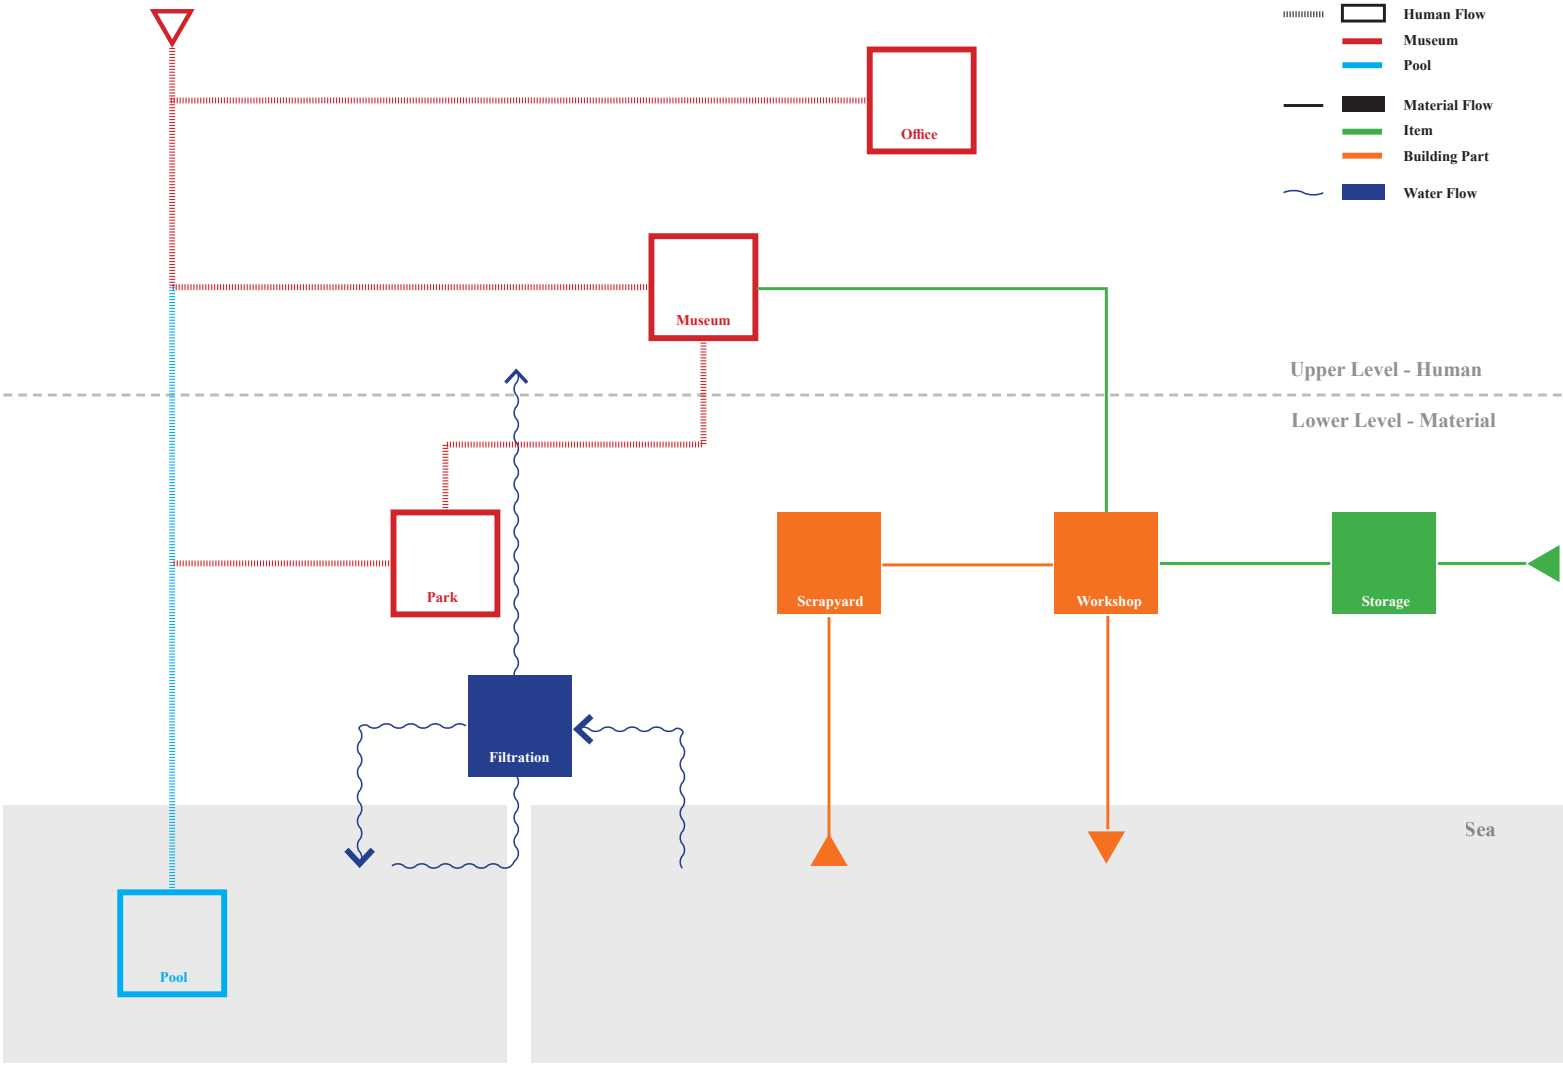 Human Flow
Museum
Pool
Material Flow
Item
Building Part
Water Flow
Office
Museum
Upper Level - Human
Lower Level - Material
Park
Scrapyard
Workshop
Storage
Filtration
Sea
Pool